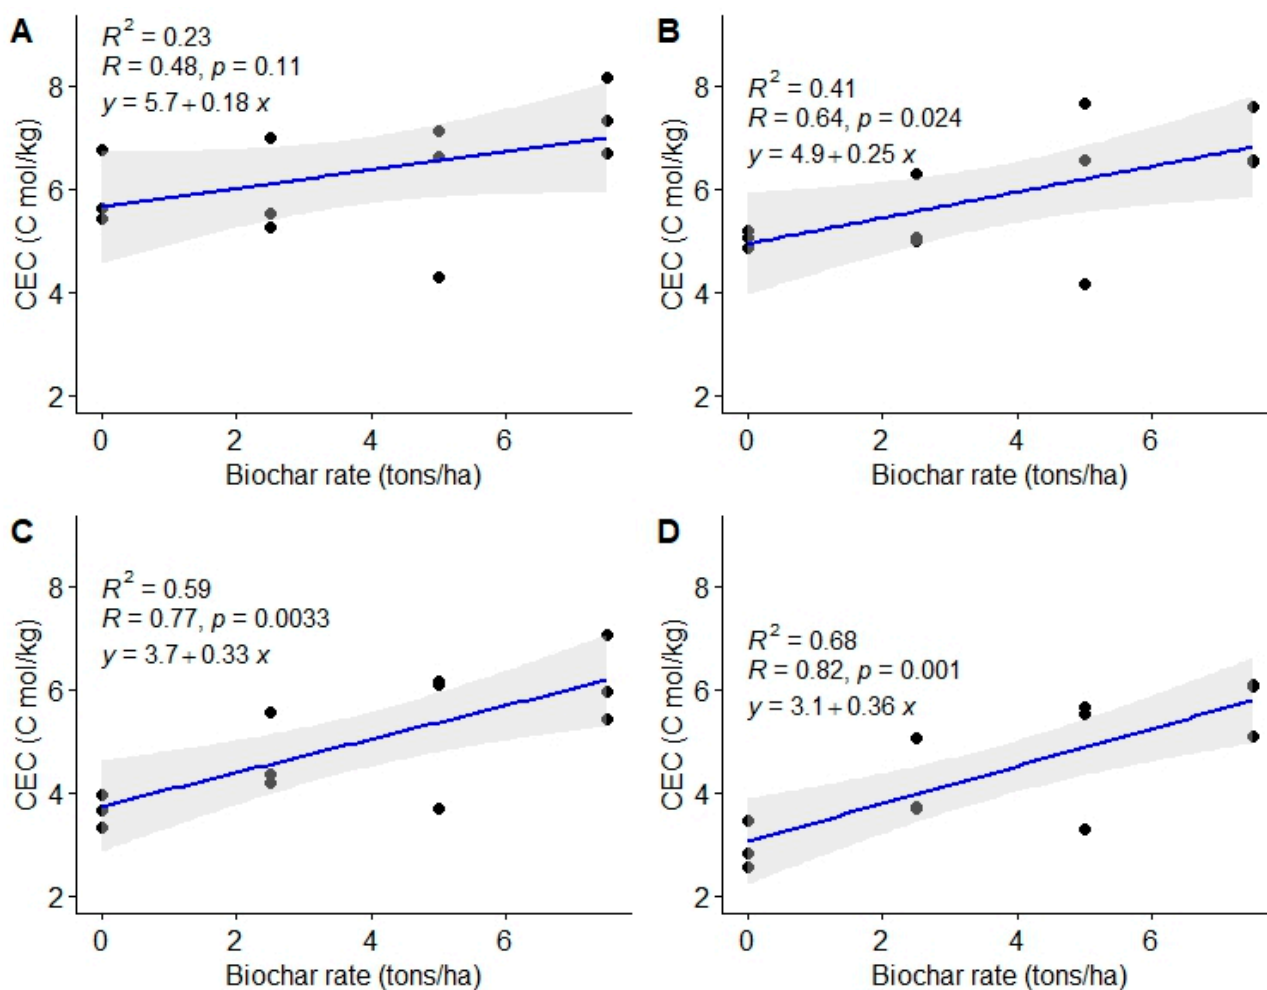 A
R² = 0.23
R = 0.48, p = 0.11
y = 5.7 + 0.18 x
CEC (C mol/kg)
8
6
4
2
0 2 4 6
Biochar rate (tons/ha)
B
R² = 0.41
R = 0.64, p = 0.024
y = 4.9 + 0.25 x
CEC (C mol/kg)
8
6
4
2
0 2 4 6
Biochar rate (tons/ha)
C
R² = 0.59
R = 0.77, p = 0.0033
y = 3.7 + 0.33 x
CEC (C mol/kg)
8
6
4
2
0 2 4 6
Biochar rate (tons/ha)
D
R² = 0.68
R = 0.82, p = 0.001
y = 3.1 + 0.36 x
CEC (C mol/kg)
8
6
4
2
0 2 4 6
Biochar rate (tons/ha)